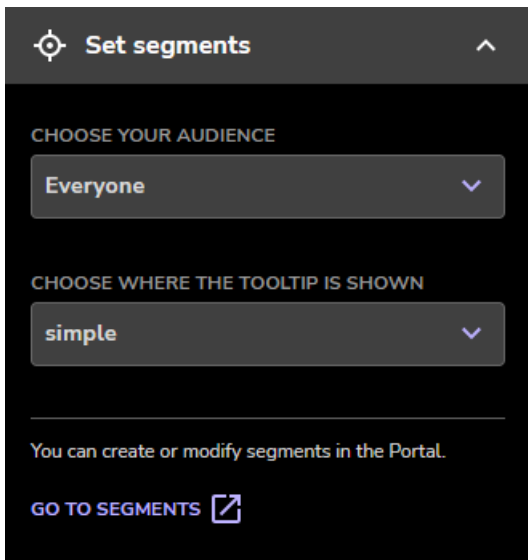 Set segments
CHOOSE YOUR AUDIENCE
Everyone
CHOOSE WHERE THE TOOLTIP IS SHOWN
simple
You can create or modify segments in the Portal.
GO TO SEGMENTS